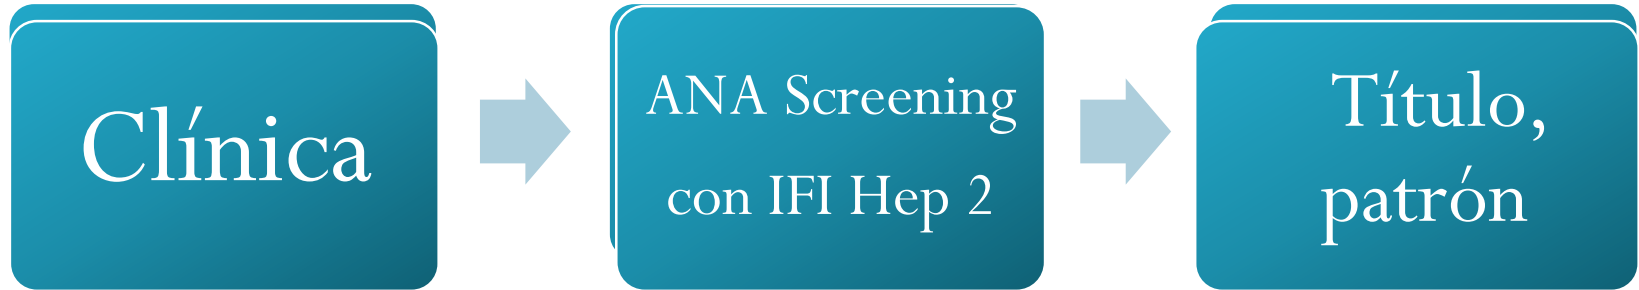 Clínica
ANA Screening
con IFI Hep 2
Título,
patrón